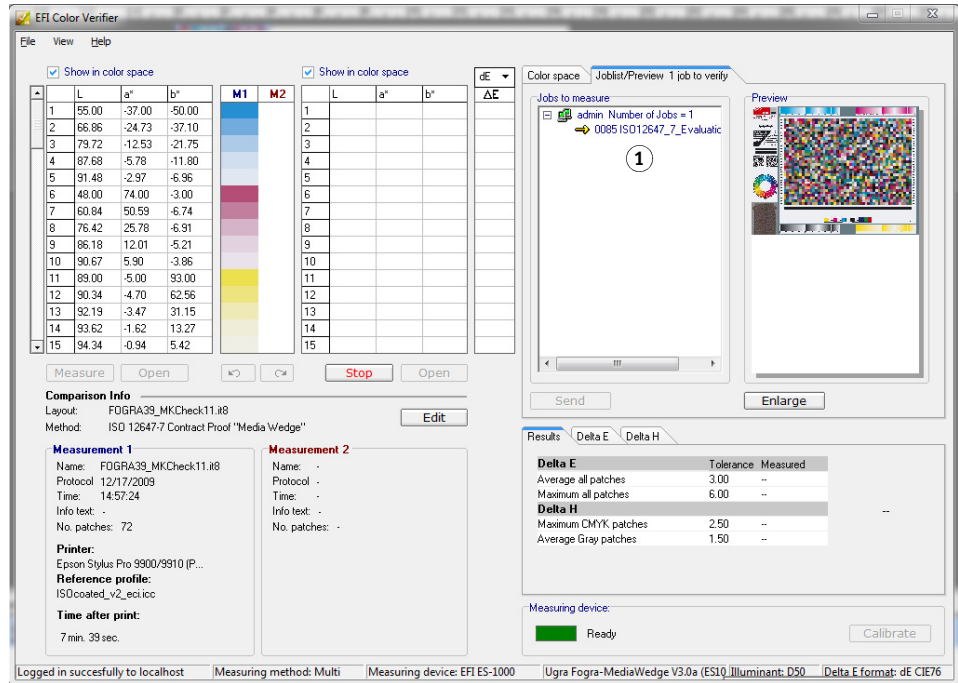 EFI Color Verifier
File View Help
Show in color space
L a* b* M1 M2
1 55.00 -37.00 -50.00
2 66.86 -24.73 -37.10
3 79.72 -12.53 -21.75
4 87.68 -5.78 -11.80
5 91.48 -2.97 -6.96
6 48.00 74.00 -3.00
7 60.84 50.59 -6.74
8 76.42 25.78 -6.91
9 86.18 12.01 -5.21
10 90.67 5.90 -3.86
11 89.00 -5.00 93.00
12 90.34 -4.70 62.56
13 92.19 -3.47 31.15
14 93.62 -1.62 13.27
15 94.34 -0.94 5.42
Show in color space
dE
L a* b* ΔE
1
2
3
4
5
6
7
8
9
10
11
12
13
14
15
Measure Open Stop Open
Comparison Info
Layout: FOGRA39_MKCheck11.it8
Method: ISO 12647-7 Contract Proof "Media Wedge"
Edit
Measurement 1
Name: FOGRA39_MKCheck11.it8
Protocol 12/17/2009
Time: 14:57:24
Info text: -
No. patches: 72
Printer:
Epson Stylus Pro 9900/9910 (P...
Reference profile:
ISOcoated_v2_eci.icc
Time after print:
7 min. 39 sec.
Measurement 2
Name: -
Protocol -
Time: -
Info text: -
No. patches: -
Color space Joblist/Preview 1 job to verify
Jobs to measure
admin Number of Jobs = 1
0085 ISO12647_7_Evaluatic
1
Preview
Send
Enlarge
Results Delta E Delta H
Delta E Tolerance Measured
Average all patches 3.00 --
Maximum all patches 6.00 --
Delta H
--
Maximum CMYK patches 2.50 --
Average Gray patches 1.50 --
Measuring device:
Ready
Calibrate
Logged in succesfully to localhost Measuring method: Multi Measuring device: EFI ES-1000 Ugra Fogra-MediaWedge V3.0a (ES10 Illuminant: D50 Delta E format: dE CIE76